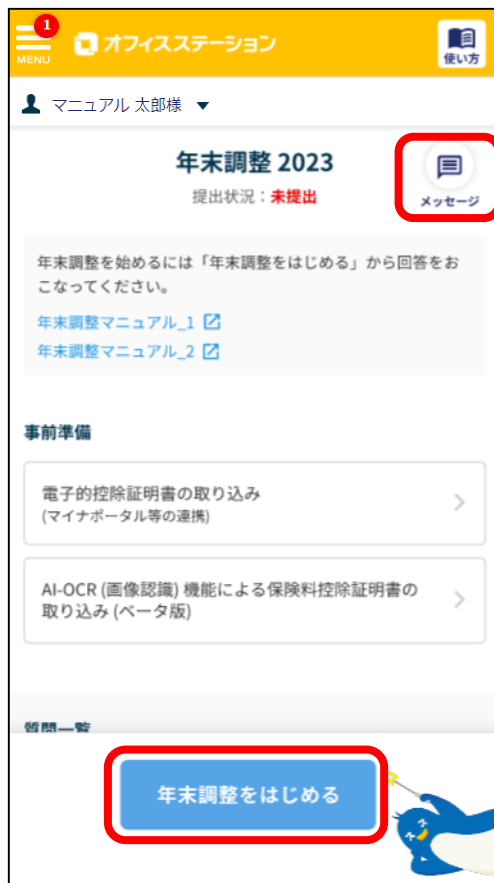 1
MENU
オフィスステーション
使い方
マニュアル 太郎様 ▼
年末調整 2023
提出状況：未提出
メッセージ
年末調整を始めるには「年末調整をはじめる」から回答をお
こなってください。
年末調整マニュアル_1
年末調整マニュアル_2
事前準備
電子的控除証明書の取り込み
(マイナポータル等の連携)
AI-OCR (画像認識) 機能による保険料控除証明書の
取り込み (ベータ版)
質問一覧
年末調整をはじめる